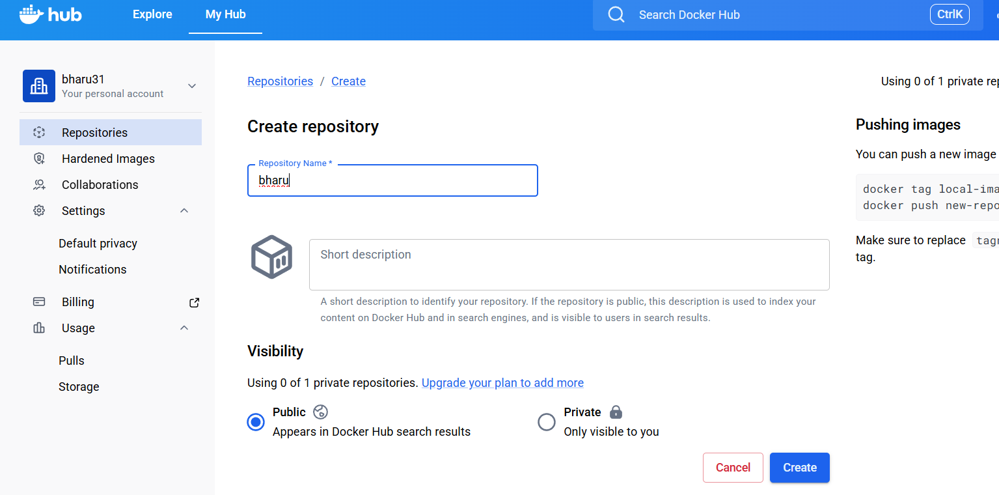 hub Explore My Hub Search Docker Hub CtrlK
bharu31
Your personal account
Repositories
Hardened Images
Collaborations
Settings
Default privacy
Notifications
Billing
Usage
Pulls
Storage
Repositories / Create
Using 0 of 1 private rep
Create repository
Repository Name *
bharu
Short description
A short description to identify your repository. If the repository is public, this description is used to index your
content on Docker Hub and in search engines, and is visible to users in search results.
Visibility
Using 0 of 1 private repositories. Upgrade your plan to add more
Public
Appears in Docker Hub search results
Private
Only visible to you
Cancel Create
Pushing images
You can push a new image
docker tag local-ima
docker push new-repo
Make sure to replace tagn
tag.